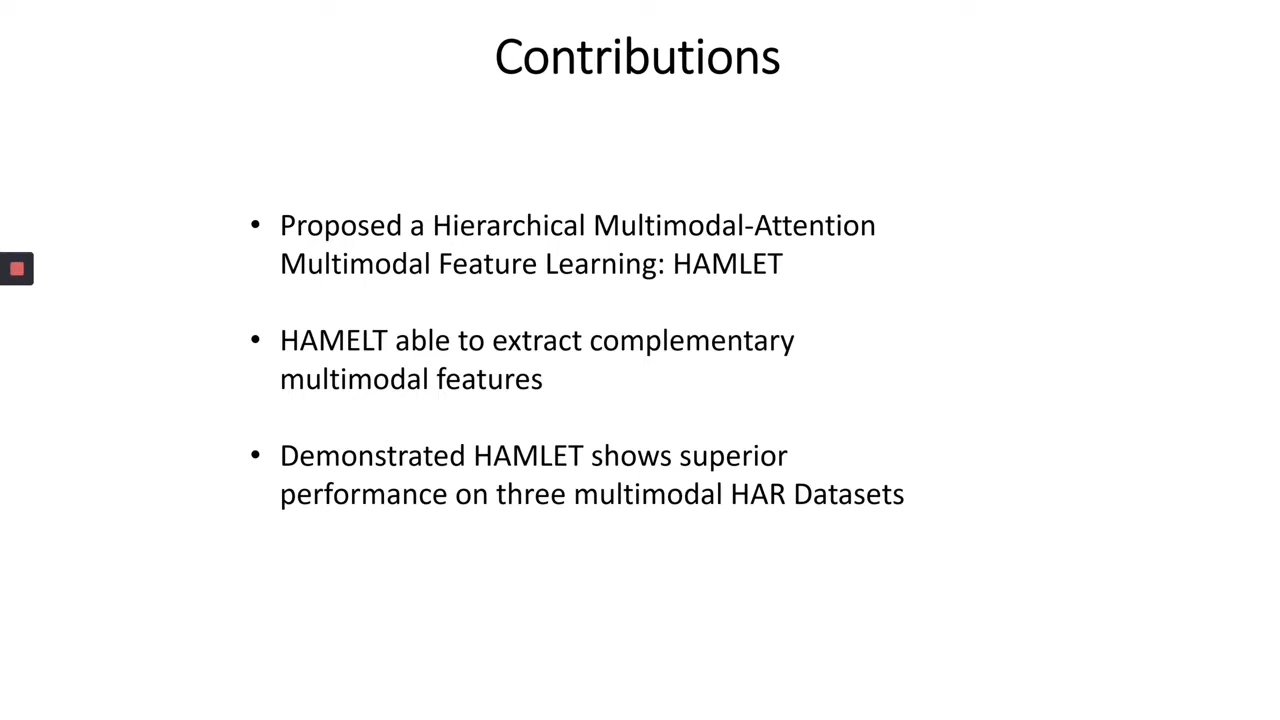 Contributions
• Proposed a Hierarchical Multimodal-Attention
Multimodal Feature Learning: HAMLET
• HAMELT able to extract complementary
multimodal features
• Demonstrated HAMLET shows superior
performance on three multimodal HAR Datasets